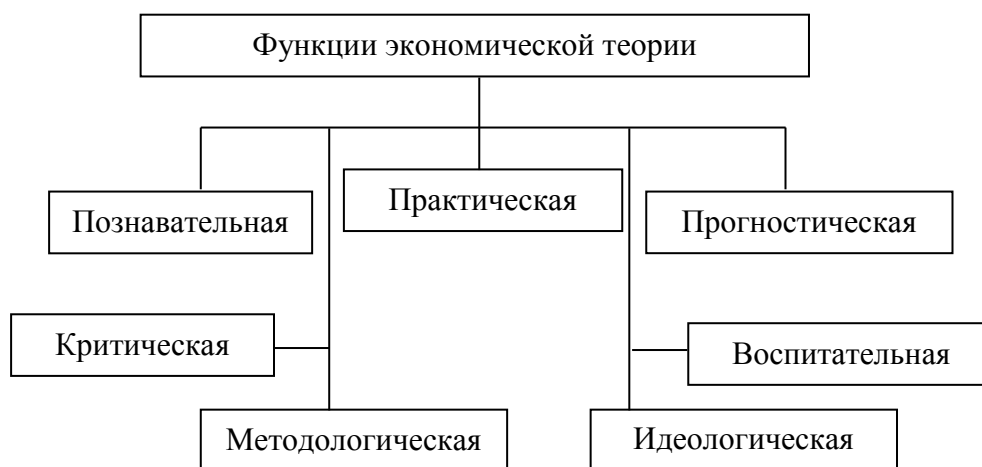 Функции экономической теории
Практическая
Познавательная
Прогностическая
Критическая
Воспитательная
Методологическая
Идеологическая